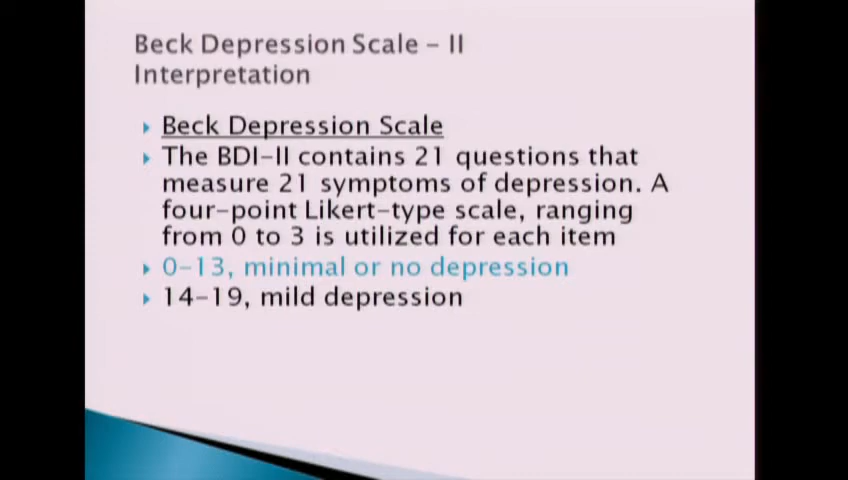 Beck Depression Scale – II
Interpretation
Beck Depression Scale
The BDI-II contains 21 questions that
measure 21 symptoms of depression. A
four-point Likert-type scale, ranging
from 0 to 3 is utilized for each item
0-13, minimal or no depression
14-19, mild depression